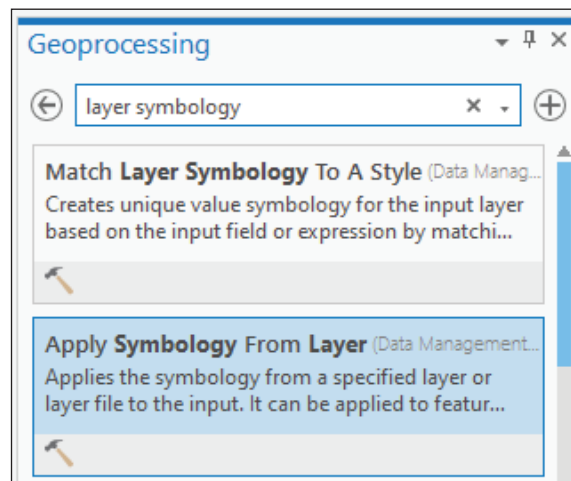 Geoprocessing
layer symbology
Match Layer Symbology To A Style (Data Manag...
Creates unique value symbology for the input layer
based on the input field or expression by matchi...
Apply Symbology From Layer (Data Management...
Applies the symbology from a specified layer or
layer file to the input. It can be applied to featur...